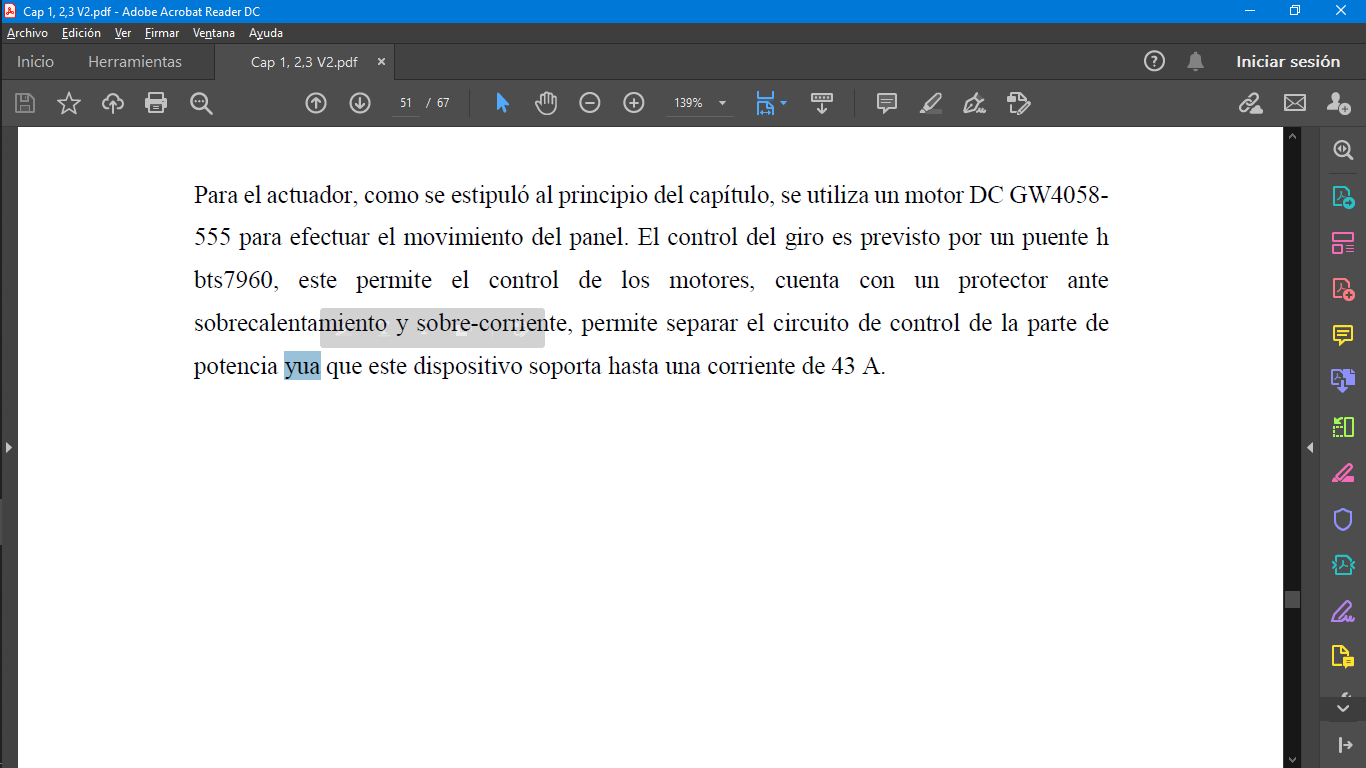 Cap 1, 2,3 V2.pdf - Adobe Acrobat Reader DC
Archivo Edición Ver Firmar Ventana Ayuda
Inicio Herramientas Cap 1, 2,3 V2.pdf × Iniciar sesión
51 / 67 139%
Para el actuador, como se estipuló al principio del capítulo, se utiliza un motor DC GW4058-
555 para efectuar el movimiento del panel. El control del giro es previsto por un puente h
bts7960, este permite el control de los motores, cuenta con un protector ante
sobrecalentamiento y sobre-corriente, permite separar el circuito de control de la parte de
potencia yua que este dispositivo soporta hasta una corriente de 43 A.